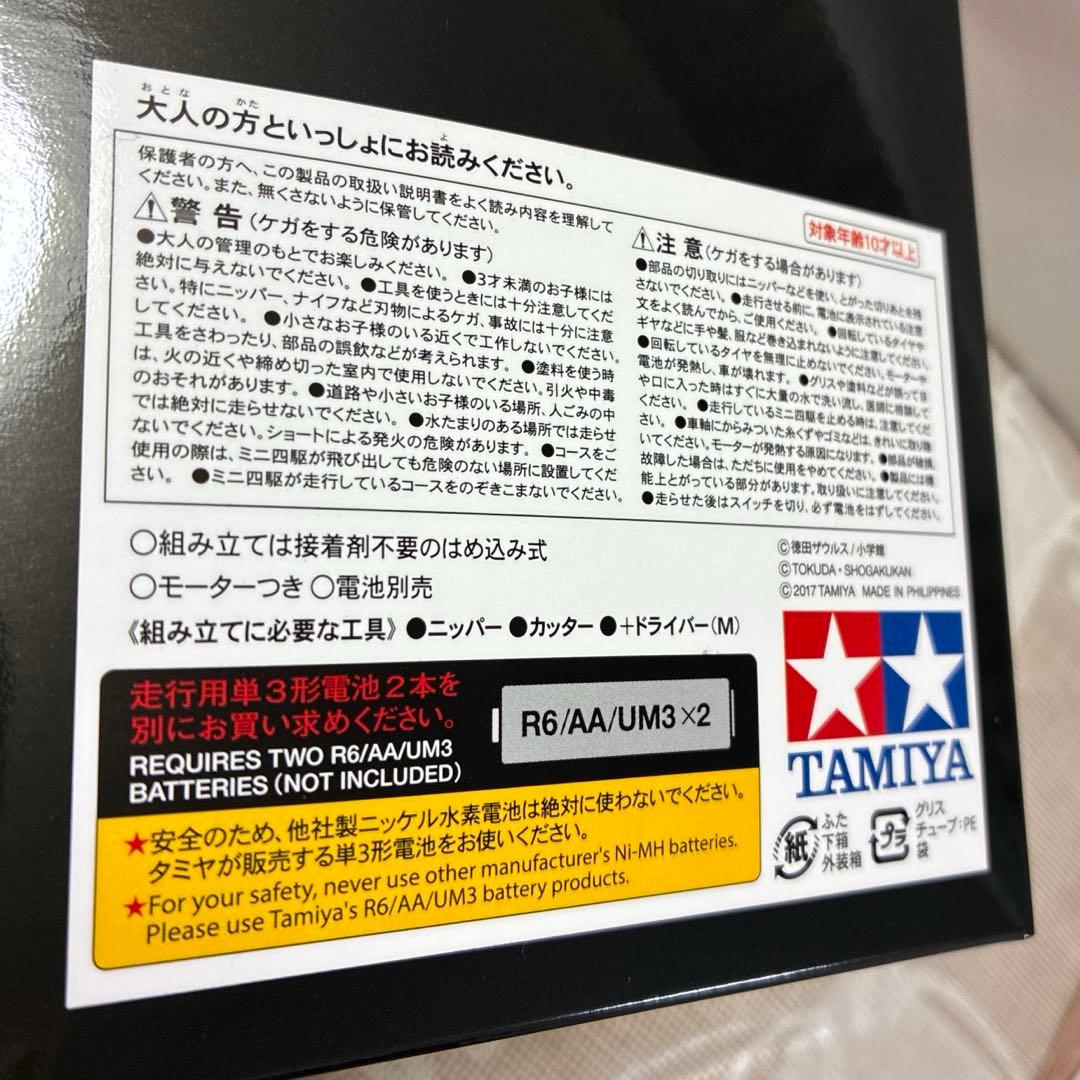 大人の方といっしょにお読みください。
保護者の方へ、この製品の取扱い説明書をよく読み内容を理解して
ください。また、無くさないように保管してください。
警告(ケガをする危険があります)
●大人の管理のもとでお楽しみください。 ●3才未満のお子様には
絶対に与えないでください。 ●工具を使うときには十分注意してくだ
さい。特にニッパー、ナイフなど刃物によるケガ、事故には十分に注意
してください。 ●小さなお子様のいる近くで工作しないでください。
工具をさわったり、部品の誤飲などが考えられます。 ●塗料を使う時
は、火の近くや締め切った室内で使用しないでください。引火や中毒
のおそれがあります。 ●道路や小さいお子様のいる場所、人ごみの中
では絶対に走らせないでください。 ●水たまりのある場所では走らせ
ないでください。ショートによる発火の危険があります。 ●コースをご
使用の際は、ミニ四駆が飛び出しても危険のない場所に設置してくだ
さい。 ●ミニ四駆が走行しているコースをのぞきこまないでください。
対象年齢10才以上
注意(ケガをする場合があります)
●部品の切り取りにはニッパーなどを使い、とがった切りあとを残
さないでください。 ●走行させる前に、電池に表示されている注意
文をよく読んでから、ご使用ください。 ●回転しているタイヤや
ギヤなどに手や髪、服など巻き込まれないように注意してください。
●回転しているタイヤを無理に止めないでください。モーターや
電池が発熱し、車が壊れます。 ●グリスや塗料などが誤って目
や口に入った時はすぐに大量の水で洗い流し、医師に相談して
ください。 ●走行しているミニ四駆を止める時は、注意してくだ
さい。 ●車軸にからみついた糸くずやゴミなどは、きれいに取り除
いてください。モーターが発熱する原因になります。 ●部品が破損、
故障した場合は、ただちに使用をやめてください。 ●製品には機
能上とがっている部分があります。取り扱いに注意してください。
●走らせた後はスイッチを切り、必ず電池をはずしてください。
○組み立ては接着剤不要のはめ込み式
○モーターつき ○電池別売
《組み立てに必要な工具》 ●ニッパー ●カッター ●+ドライバー(M)
©徳田ザウルス/小学館
©TOKUDA・SHOGAKUKAN
©2017 TAMIYA MADE IN PHILIPPINES
走行用単3形電池2本を
別にお買い求めください。
REQUIRES TWO R6/AA/UM3
BATTERIES (NOT INCLUDED)
R6/AA/UM3×2
★安全のため、他社製ニッケル水素電池は絶対に使わないでください。
タミヤが販売する単3形電池をお使いください。
★For your safety, never use other manufacturer's Ni-MH batteries.
Please use Tamiya's R6/AA/UM3 battery products.
TAMIYA
紙
ふた
下箱
外装箱
プラ
グリス
チューブ:PE
袋